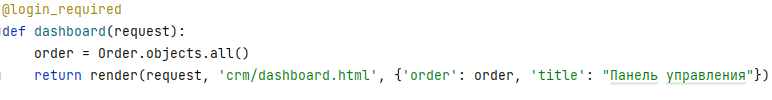 @login_required
def dashboard(request):
    order = Order.objects.all()
    return render(request, 'crm/dashboard.html', {'order': order, 'title': "Панель управления"})